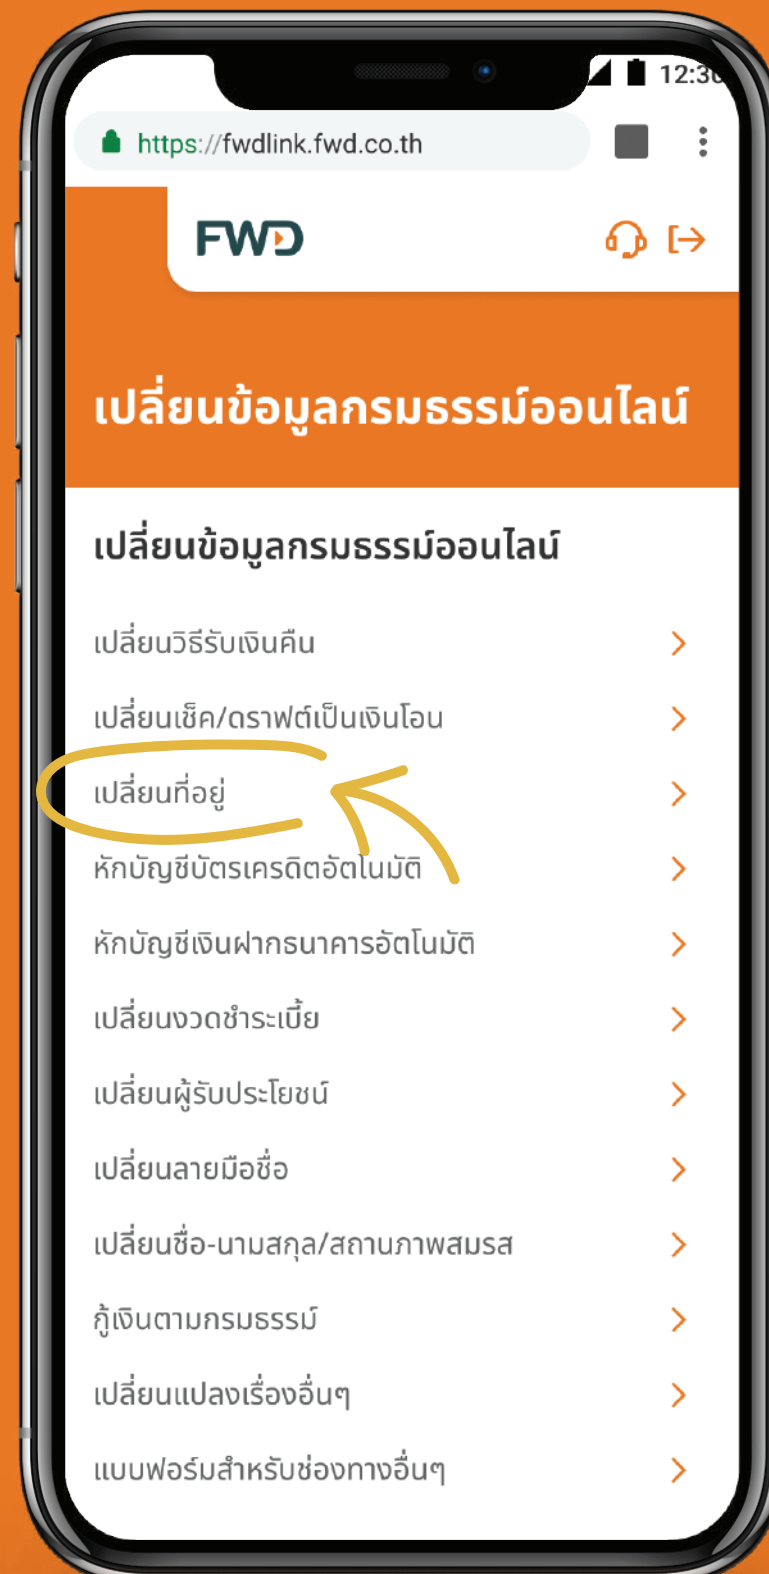 12:30
https://fwdlink.fwd.co.th
FWD
เปลี่ยนข้อมูลกรมธรรม์ออนไลน์
เปลี่ยนข้อมูลกรมธรรม์ออนไลน์
เปลี่ยนวิธีรับเงินคืน
เปลี่ยนเช็ค/ดราฟต์เป็นเงินโอน
เปลี่ยนที่อยู่
หักบัญชีบัตรเครดิตอัตโนมัติ
หักบัญชีเงินฝากธนาคารอัตโนมัติ
เปลี่ยนงวดชำระเบี้ย
เปลี่ยนผู้รับประโยชน์
เปลี่ยนลายมือชื่อ
เปลี่ยนชื่อ-นามสกุล/สถานภาพสมรส
กู้เงินตามกรมธรรม์
เปลี่ยนแปลงเรื่องอื่นๆ
แบบฟอร์มสำหรับช่องทางอื่นๆ